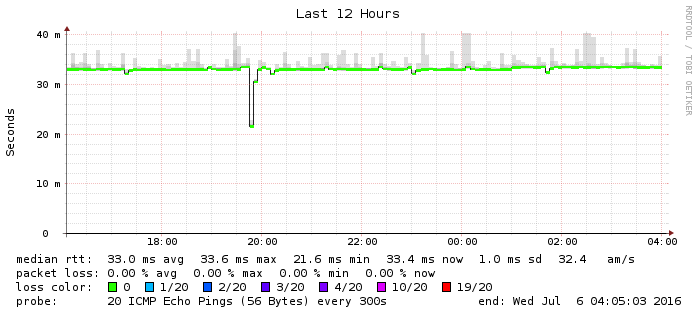 Last 12 Hours
RRDTOOL / TOBI OETIKER
Seconds
40 m
30 m
20 m
10 m
0
18:00 20:00 22:00 00:00 02:00 04:00
median rtt: 33.0 ms avg 33.6 ms max 21.6 ms min 33.4 ms now 1.0 ms sd 32.4 am/s
packet loss: 0.00 % avg 0.00 % max 0.00 % min 0.00 % now
loss color: 0 1/20 2/20 3/20 4/20 10/20 19/20
probe: 20 ICMP Echo Pings (56 Bytes) every 300s end: Wed Jul 6 04:05:03 2016